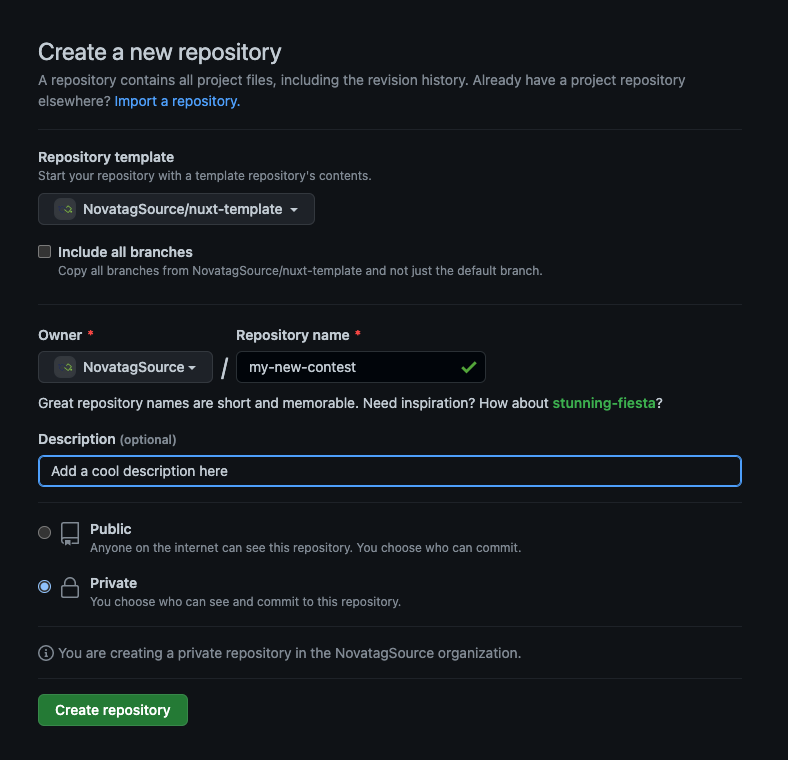 Create a new repository
A repository contains all project files, including the revision history. Already have a project repository
elsewhere? Import a repository.
Repository template
Start your repository with a template repository's contents.
NovatagSource/nuxt-template
Include all branches
Copy all branches from NovatagSource/nuxt-template and not just the default branch.
Owner * Repository name *
NovatagSource / my-new-contest
Great repository names are short and memorable. Need inspiration? How about stunning-fiesta?
Description (optional)
Add a cool description here
Public
Anyone on the internet can see this repository. You choose who can commit.
Private
You choose who can see and commit to this repository.
You are creating a private repository in the NovatagSource organization.
Create repository